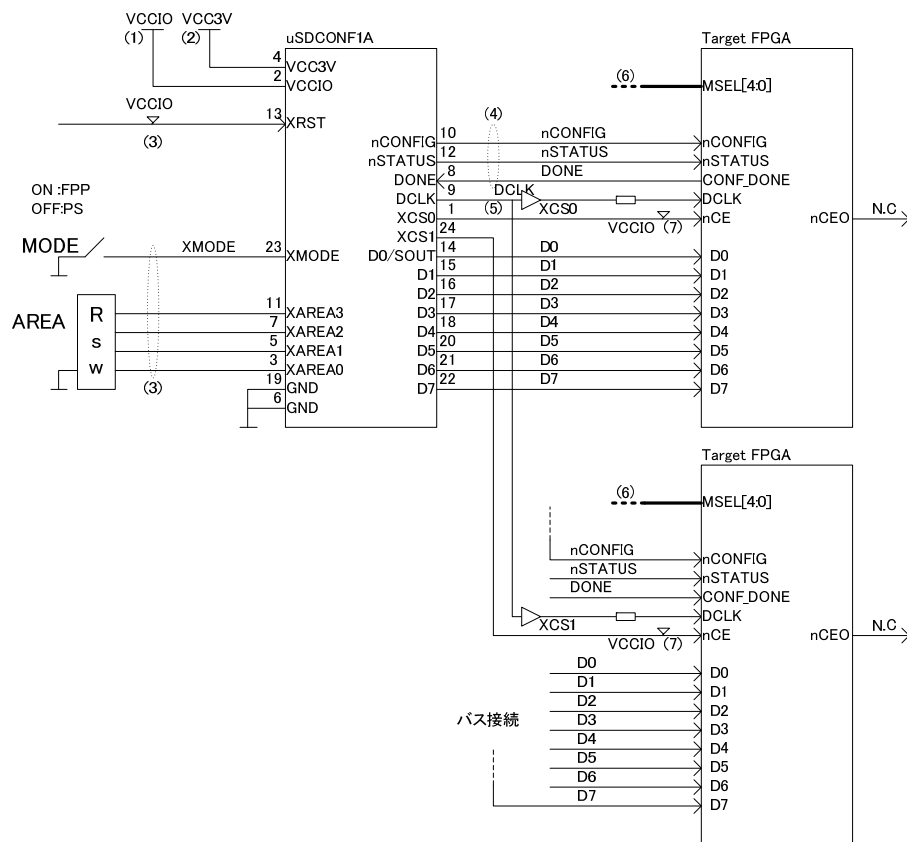 VCCIO
(1)
VCC3V
(2)
uSDCONF1A
4
VCC3V
2
VCCIO
VCCIO
13
XRST
(3)
ON :FPP
OFF:PS
MODE
XMODE
23
XMODE
AREA
R
s
w
11
XAREA3
7
XAREA2
5
XAREA1
3
XAREA0
(3)
19
GND
6
GND
nCONFIG
10
nSTATUS
12
DONE
8
DCLK
9
XCS0
1
XCS1
24
D0/SOUT
14
D1
15
D2
16
D3
17
D4
18
D5
20
D6
21
D7
22
(4)
nCONFIG
nSTATUS
DONE
DCLK
(5)
XCS0
VCCIO (7)
D0
D1
D2
D3
D4
D5
D6
D7
Target FPGA
(6)
MSEL[4:0]
nCONFIG
nSTATUS
CONF_DONE
DCLK
nCE
nCEO
N.C
D0
D1
D2
D3
D4
D5
D6
D7
Target FPGA
(6)
MSEL[4:0]
nCONFIG
nSTATUS
DONE
XCS1
VCCIO (7)
nCONFIG
nSTATUS
CONF_DONE
DCLK
nCE
nCEO
N.C
バス接続
D0
D1
D2
D3
D4
D5
D6
D7
D0
D1
D2
D3
D4
D5
D6
D7